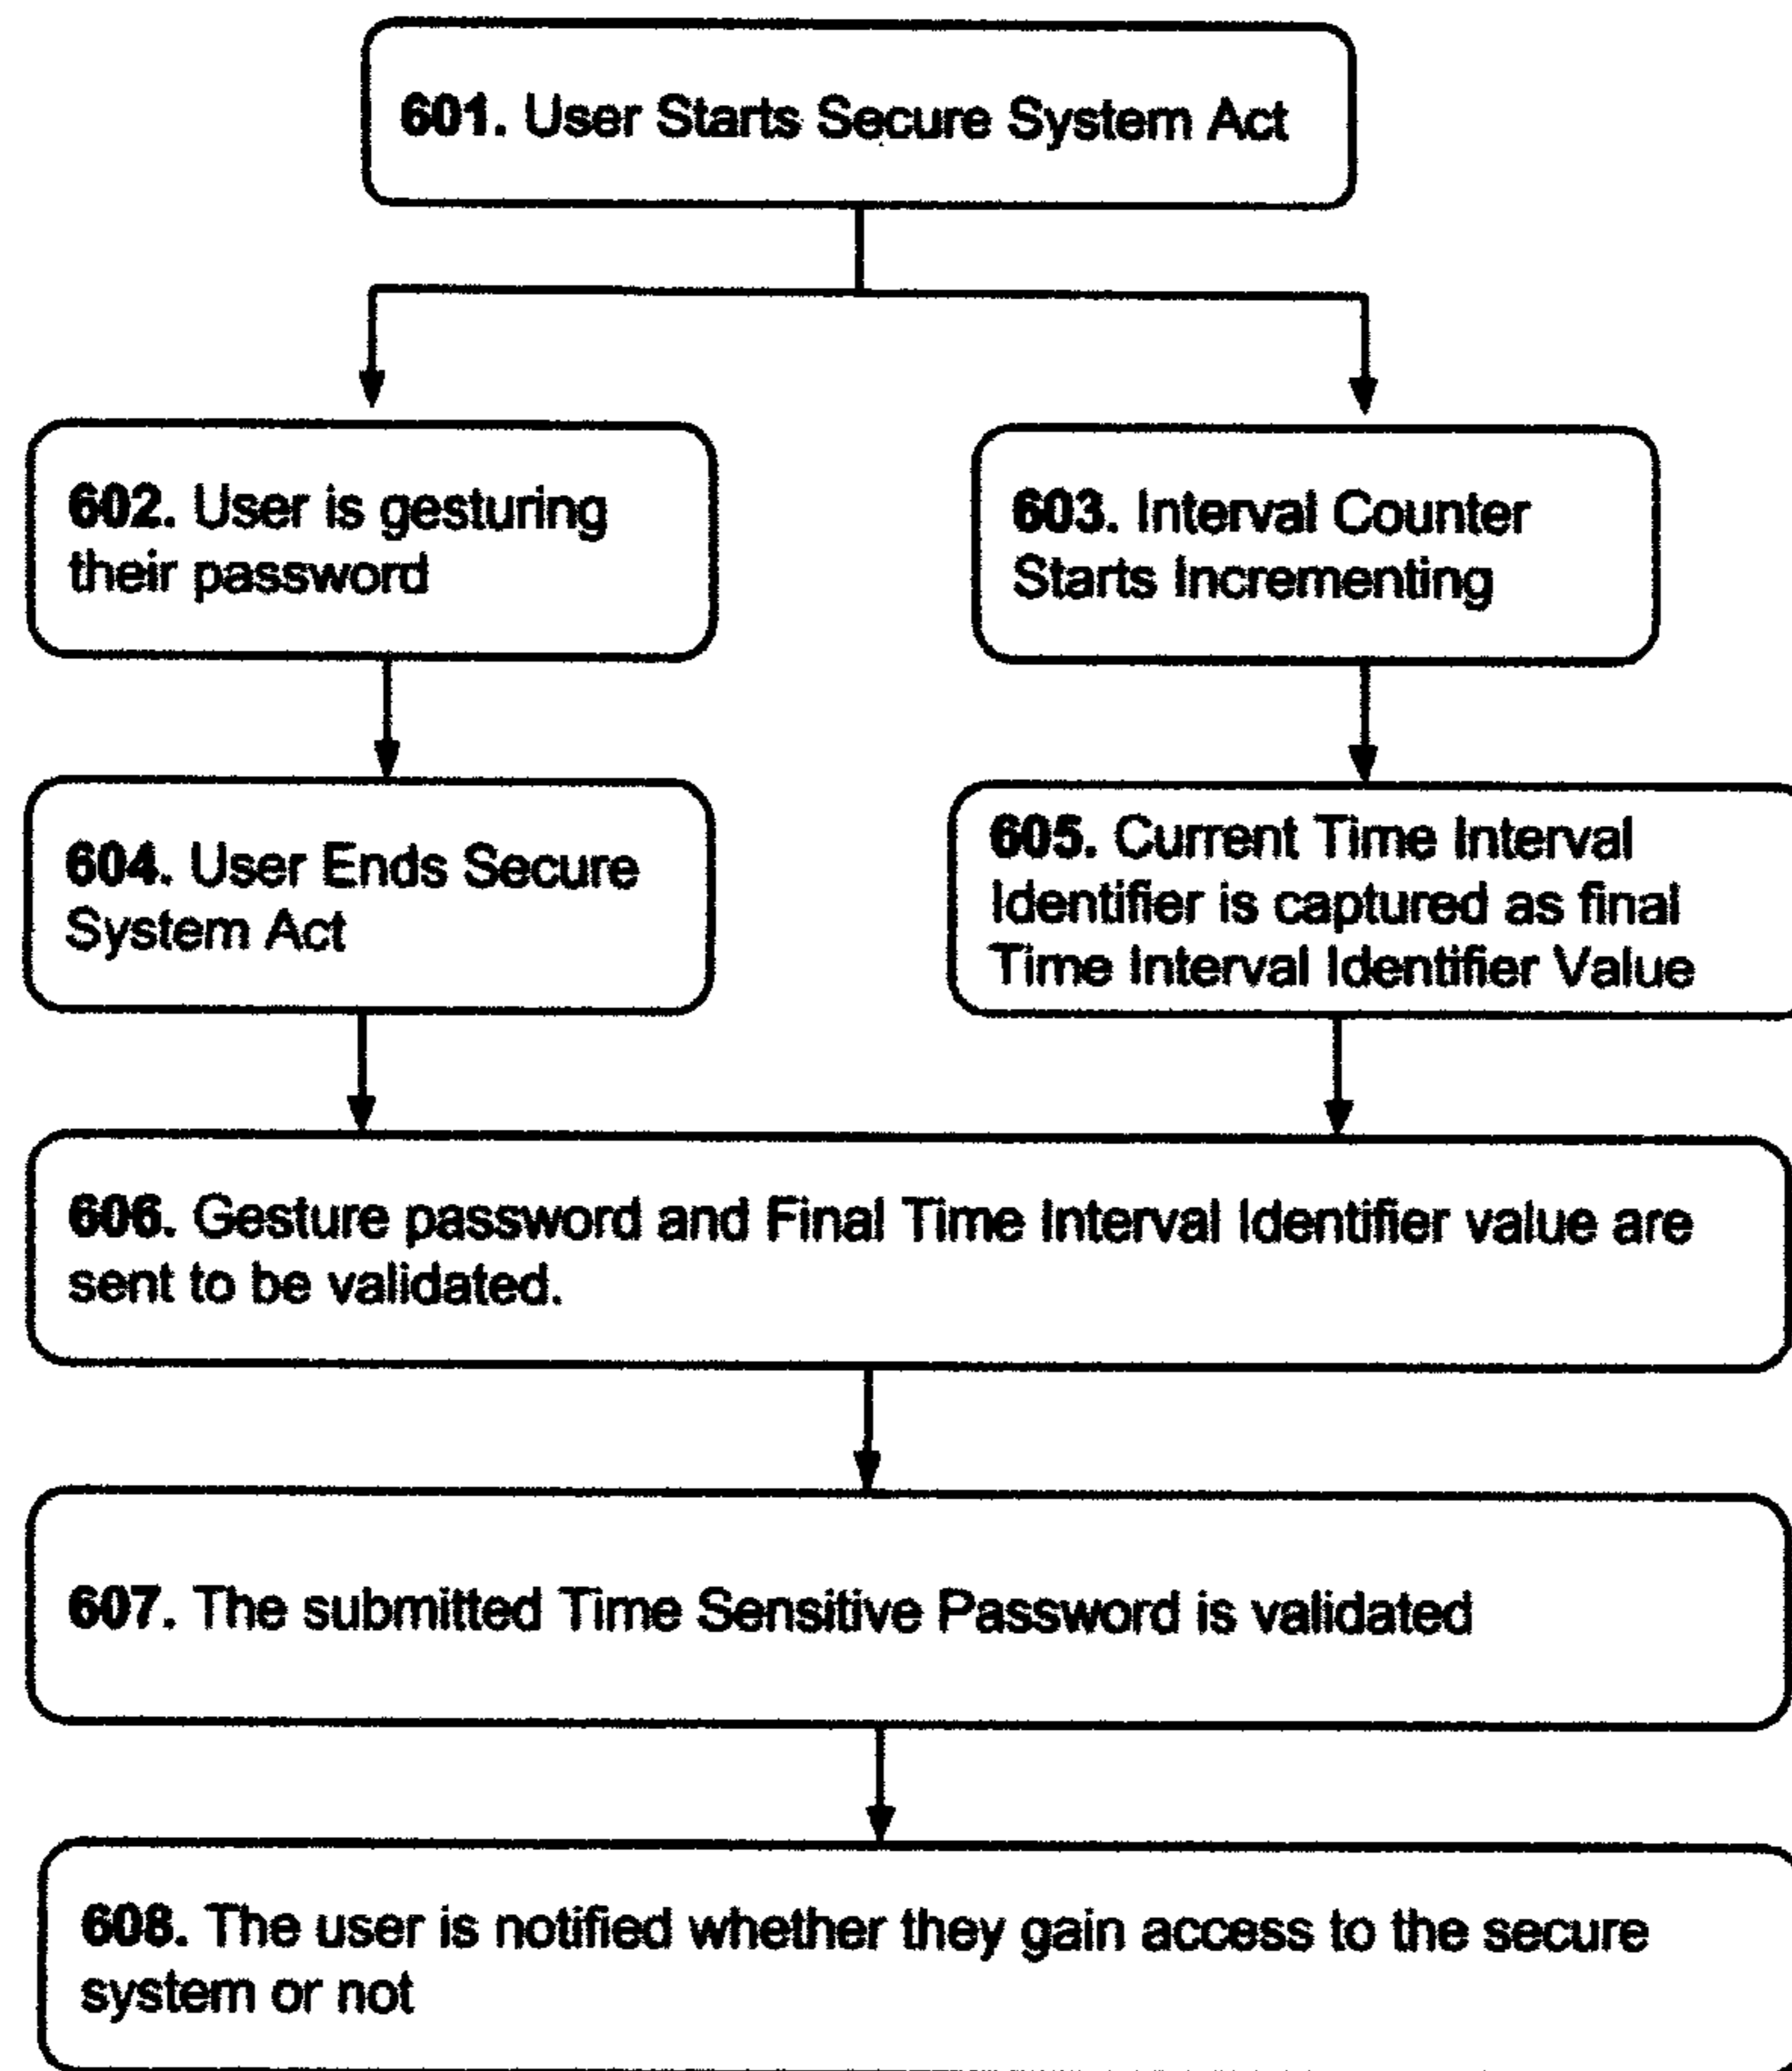 601. User Starts Secure System Act
602. User is gesturing
their password
603. Interval Counter
Starts Incrementing
604. User Ends Secure
System Act
605. Current Time Interval
Identifier is captured as final
Time Interval Identifier Value
606. Gesture password and Final Time Interval Identifier value are
sent to be validated.
607. The submitted Time Sensitive Password is validated
608. The user is notified whether they gain access to the secure
system or not